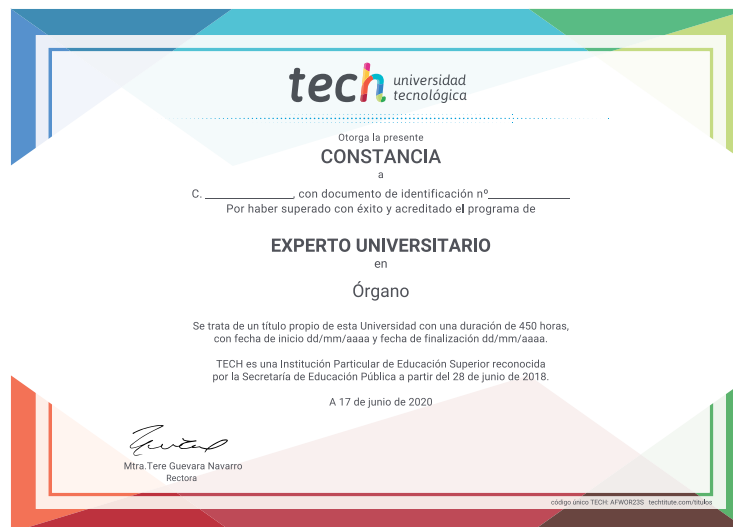 tech universidad
tecnológica
Otorga la presente
CONSTANCIA
a
C. ________________, con documento de identificación nº_______________
Por haber superado con éxito y acreditado el programa de
EXPERTO UNIVERSITARIO
en
Órgano
Se trata de un título propio de esta Universidad con una duración de 450 horas,
con fecha de inicio dd/mm/aaaa y fecha de finalización dd/mm/aaaa.
TECH es una Institución Particular de Educación Superior reconocida
por la Secretaría de Educación Pública a partir del 28 de junio de 2018.
A 17 de junio de 2020
Mtra.Tere Guevara Navarro
Rectora
código único TECH: AFWOR23S techtitute.com/titulos